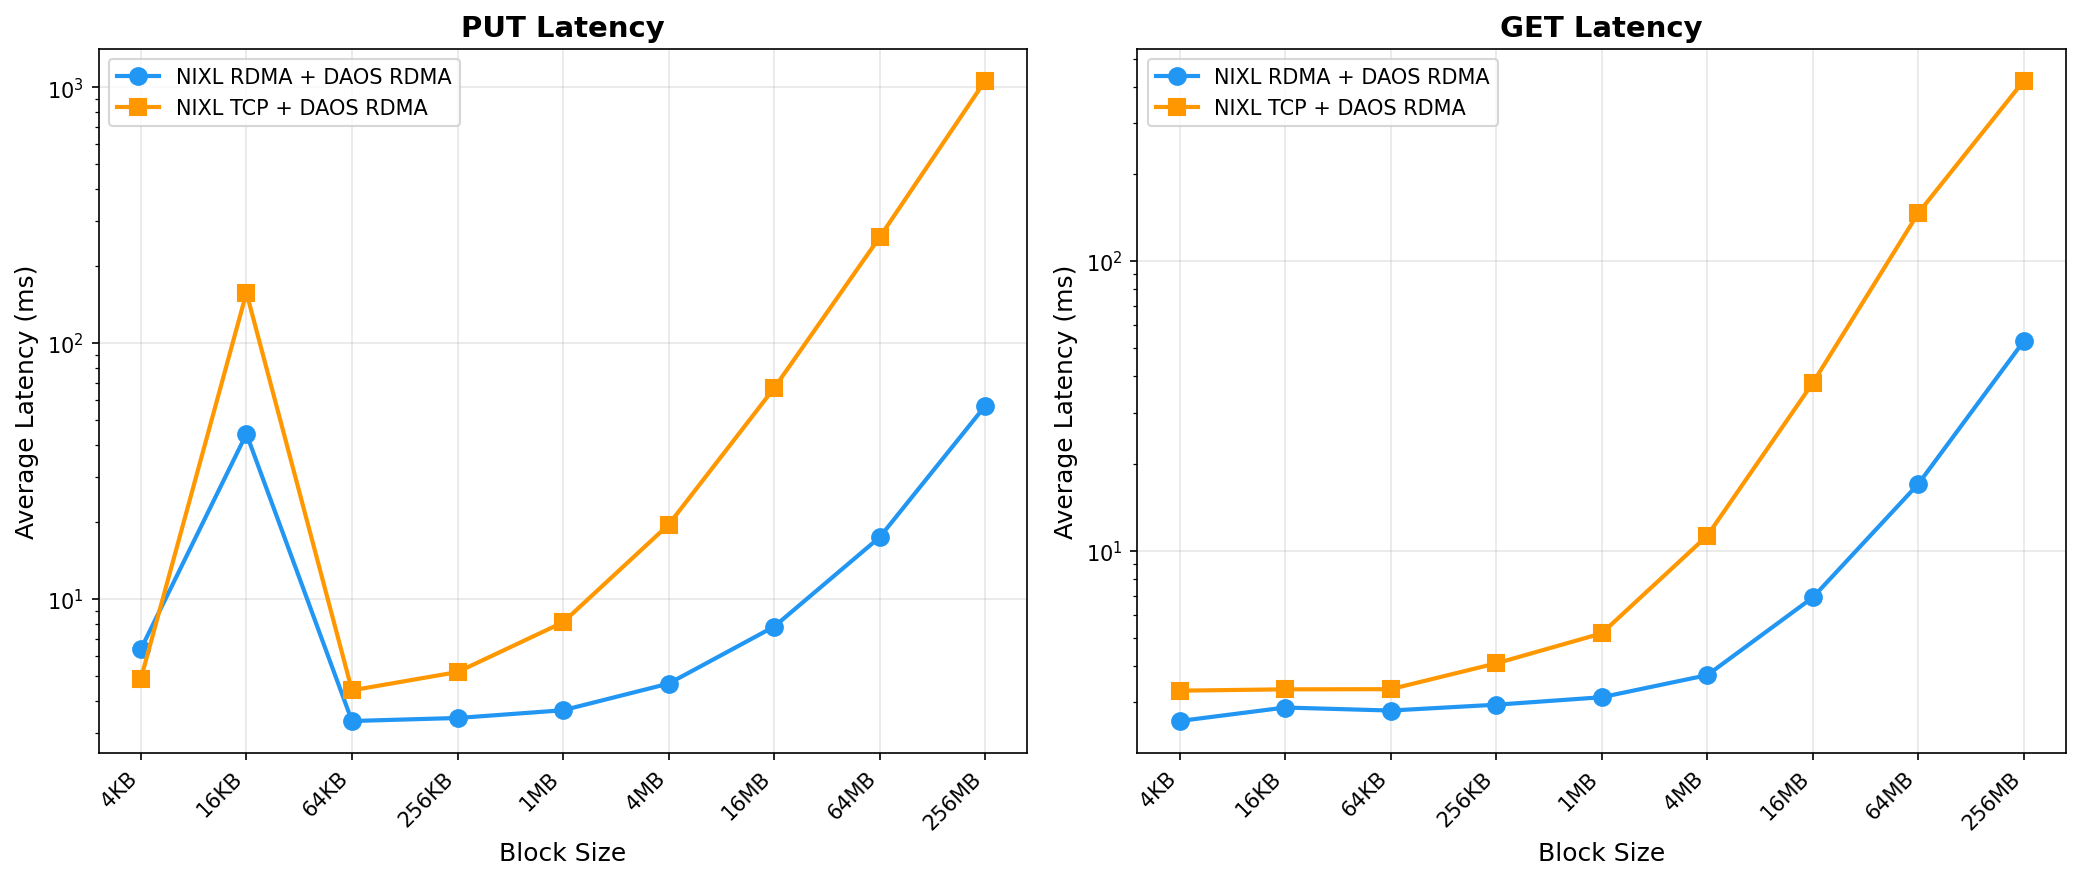 PUT Latency
NIXL RDMA + DAOS RDMA
NIXL TCP + DAOS RDMA
Average Latency (ms)
10³
10²
10¹
4KB
16KB
64KB
256KB
1MB
4MB
16MB
64MB
256MB
Block Size
GET Latency
NIXL RDMA + DAOS RDMA
NIXL TCP + DAOS RDMA
Average Latency (ms)
10²
10¹
4KB
16KB
64KB
256KB
1MB
4MB
16MB
64MB
256MB
Block Size